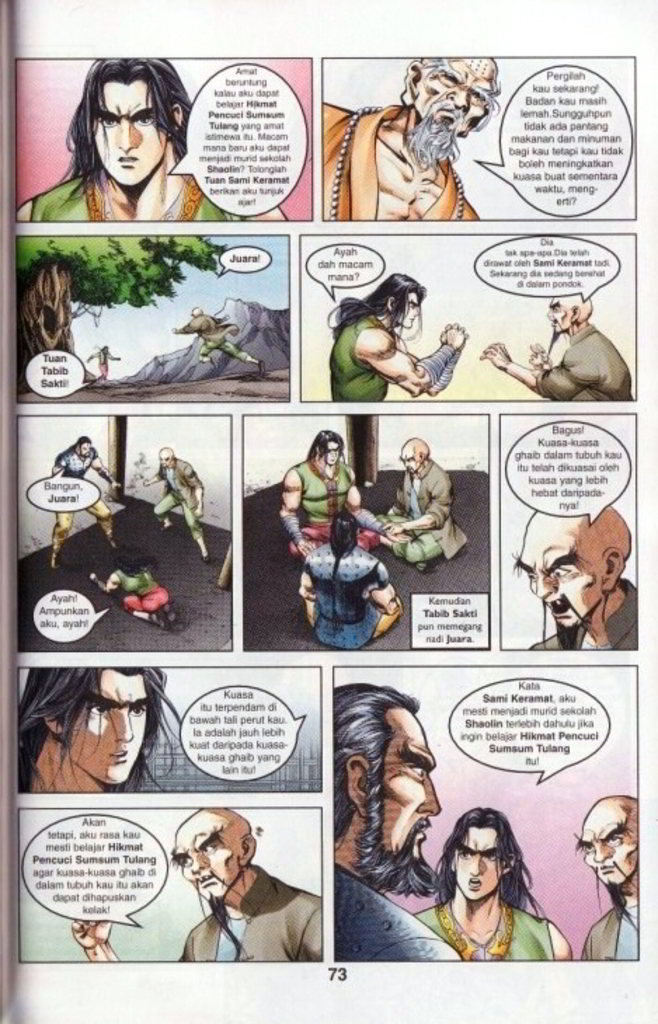 Amat
beruntung
kalau aku dapat
belajar Hikmat
Pencuci Sumsum
Tulang yang amat
istimewa itu. Macam
mana baru aku dapat
menjadi murid sekolah
Shaolin? Tolonglah
Tuan Sami Keramat
berikan aku tunjuk
ajar!
Pergilah
kau sekarang!
Badan kau masih
lemah.Sungguhpun
tidak ada pantang
makanan dan minuman
bagi kau tetapi kau tidak
boleh meningkatkan
kuasa buat sementara
waktu, meng-
erti?
Juara!
Tuan
Tabib
Sakti!
Ayah
dah macam
mana?
Dia
tak apa-apa.Dia telah
dirawat oleh Sami Keramat tadi.
Sekarang dia sedang berehat
di dalam pondok.
Bangun,
Juara!
Ayah!
Ampunkan
aku, ayah!
Kemudian
Tabib Sakti
pun memegang
nadi Juara.
Bagus!
Kuasa-kuasa
ghaib dalam tubuh kau
itu telah dikuasai oleh
kuasa yang lebih
hebat daripada-
nya!
Kuasa
itu terpendam di
bawah tali perut kau.
Ia adalah jauh lebih
kuat daripada kuasa-
kuasa ghaib yang
lain itu!
Kata
Sami Keramat, aku
mesti menjadi murid sekolah
Shaolin terlebih dahulu jika
ingin belajar Hikmat Pencuci
Sumsum Tulang
itu!
Akan
tetapi, aku rasa kau
mesti belajar Hikmat
Pencuci Sumsum Tulang
agar kuasa-kuasa ghaib di
dalam tubuh kau itu akan
dapat dihapuskan
kelak!
73